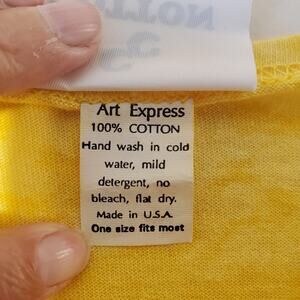 Art Express
100% COTTON
Hand wash in cold
water, mild
detergent, no
bleach, flat dry.
Made in U.S.A.
One size fits most